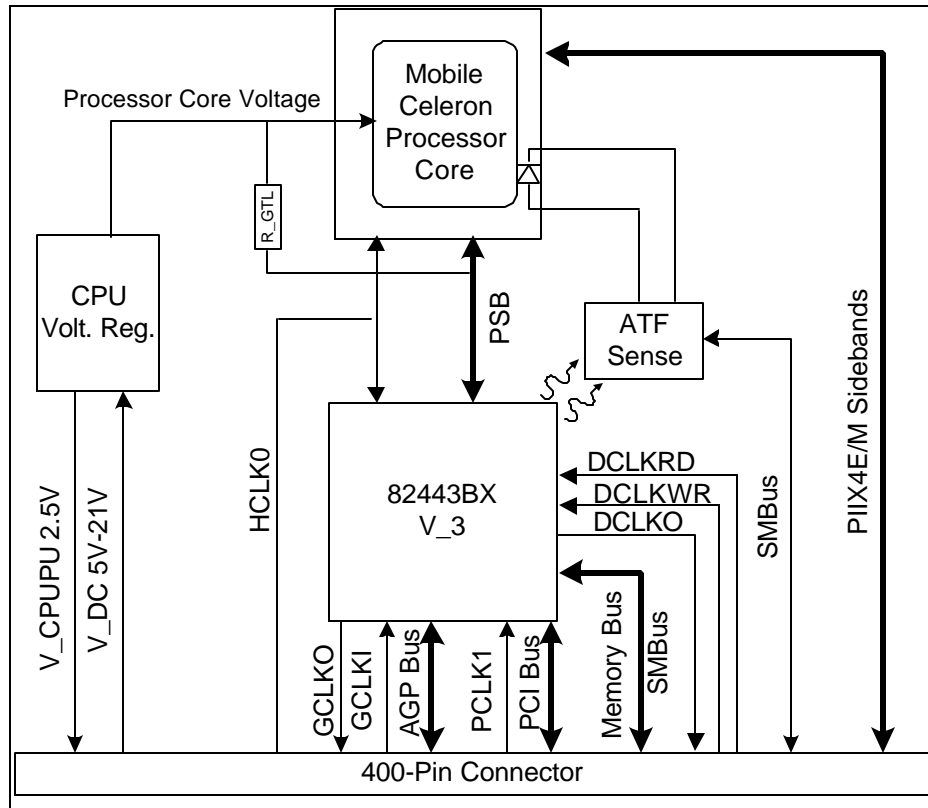 Mobile
Celeron
Processor
Core
Processor Core Voltage
R_GTL
CPU
Volt. Reg.
PSB
ATF
Sense
PIIX4E/M Sidebands
HCLK0
82443BX
V_3
DCLKRD
DCLKWR
DCLKO
SMBus
V_CPUPU 2.5V
V_DC 5V-21V
GCLKO
GCLKI
AGP Bus
PCLK1
PCI Bus
Memory Bus
SMBus
400-Pin Connector